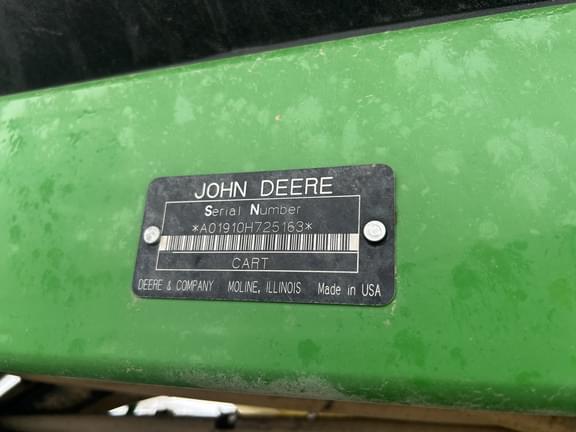 JOHN DEERE
Serial Number
*A01910H725163*
CART
DEERE & COMPANY MOLINE, ILLINOIS Made in USA